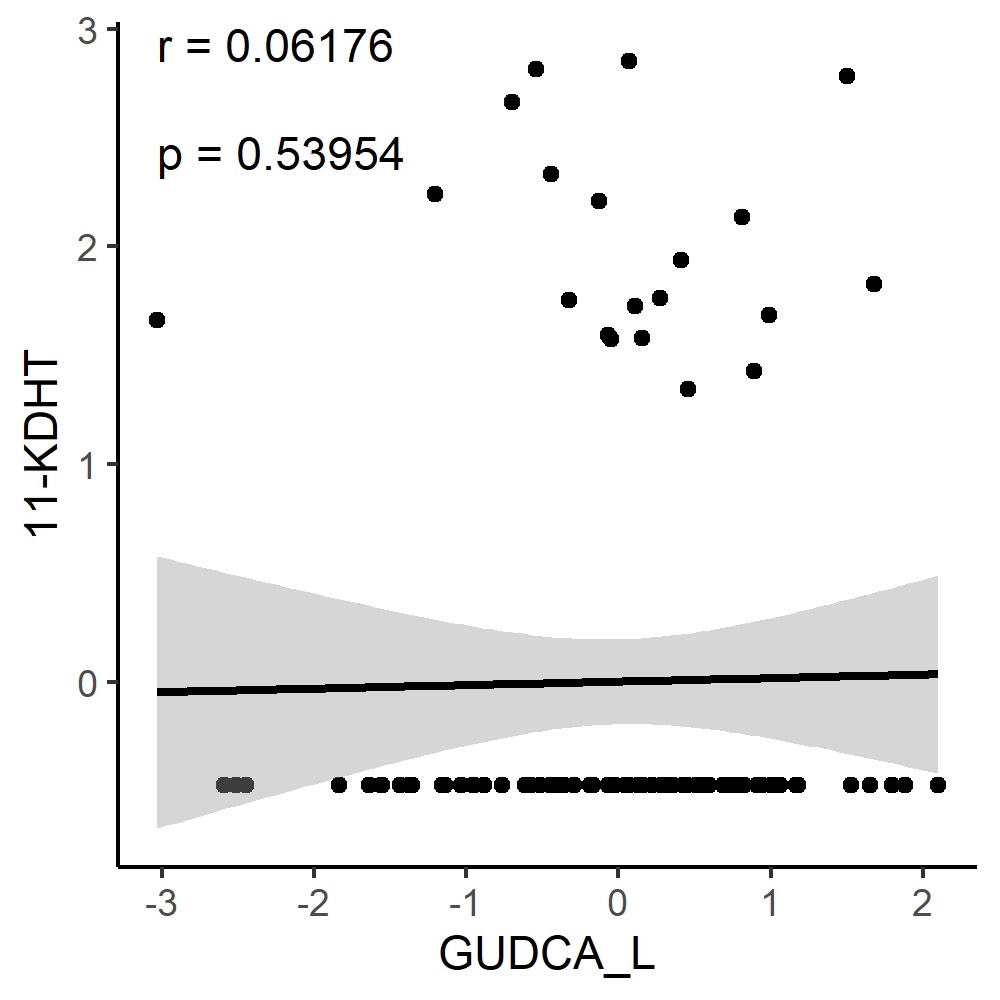 r = 0.06176
p = 0.53954
3
2
1
0
11-KDHT
-3
-2
-1
0
1
2
GUDCA_L